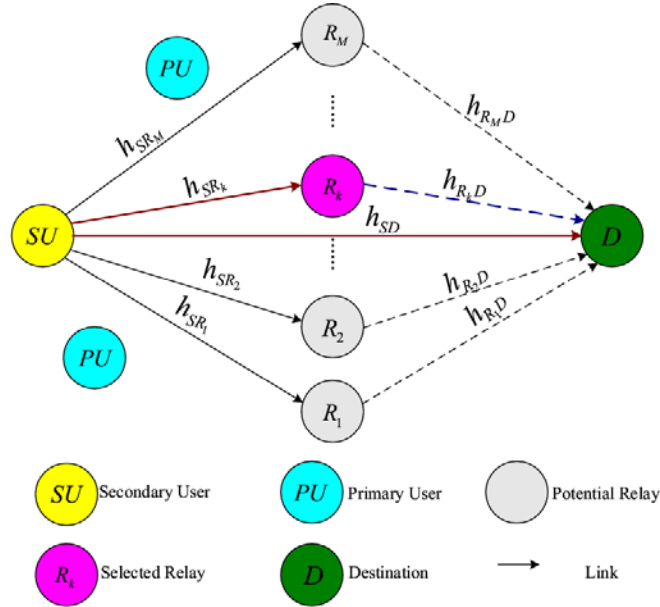 R_M
PU
h_{SR_M}
h_{R_M D}
h_{SR_k}
R_k
h_{R_k D}
h_{SD}
SU
D
h_{SR_2}
h_{R_2 D}
h_{SR_1}
h_{R_1 D}
R_2
PU
R_1
SU Secondary User
PU Primary User
Potential Relay
R_k Selected Relay
D Destination
Link